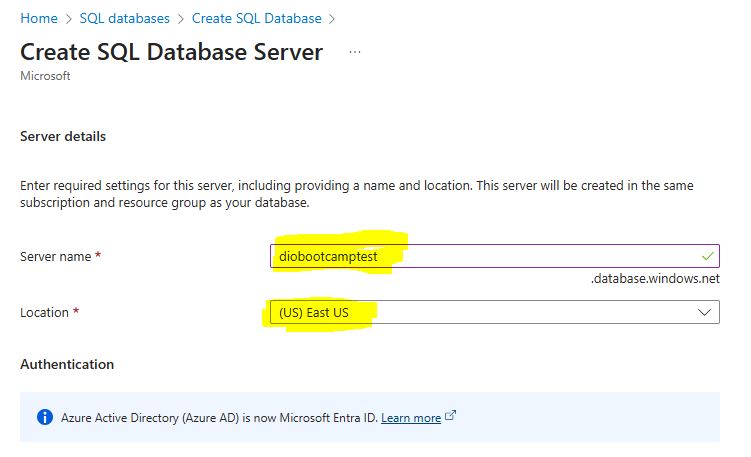 Home > SQL databases > Create SQL Database >
Create SQL Database Server ...
Microsoft
Server details
Enter required settings for this server, including providing a name and location. This server will be created in the same
subscription and resource group as your database.
Server name * diobootcamptest
.database.windows.net
Location * (US) East US
Authentication
Azure Active Directory (Azure AD) is now Microsoft Entra ID. Learn more